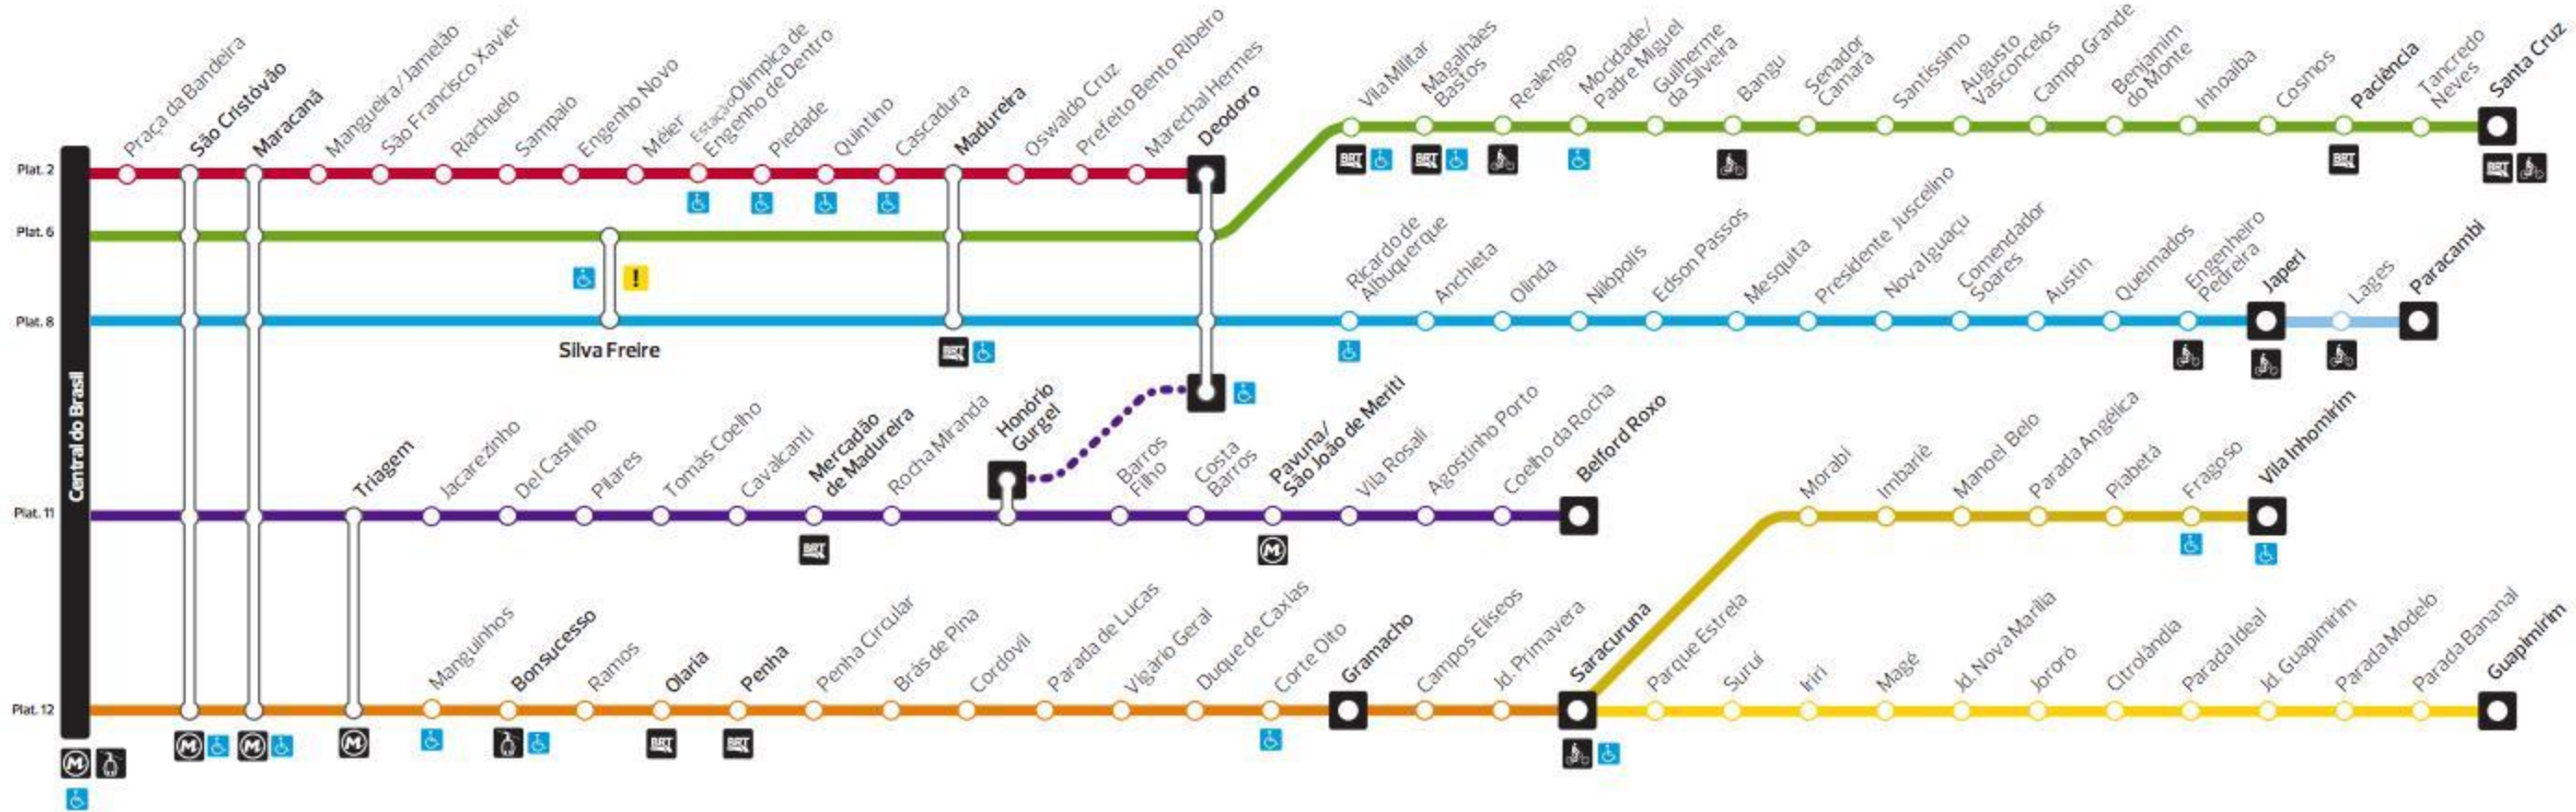 Plat. 2
Praça da Bandeira
São Cristóvão
Maracanã
Mangueira/Jamelão
São Francisco Xavier
Riachuelo
Sampaio
Engenho Novo
Méier
Estação Olímpica de
Engenho de Dentro
Piedade
Quintino
Cascadura
Madureira
Oswaldo Cruz
Prefeito Bento Ribeiro
Marechal Hermes
Deodoro
Plat. 6
Vila Militar
Magalhães
Bastos
Realengo
Mocidade/
Padre Miguel
Guilherme
da Silveira
Bangu
Senador
Camará
Santíssimo
Augusto
Vasconcelos
Campo Grande
Benjamim
do Monte
Inhoaíba
Cosmos
Paciência
Tancredo
Neves
Santa Cruz
BRT
BRT
BRT
BRT
!
Plat. 8
Silva Freire
BRT
Ricardo de
Albuquerque
Anchieta
Olinda
Nilópolis
Edson Passos
Mesquita
Presidente Juscelino
Nova Iguaçu
Comendador
Soares
Austin
Queimados
Engenheiro
Pedreira
Japeri
Lages
Paracambi
Central do Brasil
Plat. 11
Triagem
Jacarezinho
Del Castilho
Pilares
Tomás Coelho
Cavalcanti
Mercadão
de Madureira
Rocha Miranda
Honório
Gurgel
Barros
Filho
Costa
Barros
Pavuna/
São João de Meriti
Vila Rosali
Agostinho Porto
Coelho da Rocha
Belford Roxo
BRT
M
Morabi
Imbariê
Manoel Belo
Parada Angélica
Piabetá
Fragoso
Vila Inhomirim
Plat. 12
Manguinhos
Bonsucesso
Ramos
Olaria
Penha
Penha Circular
Brás de Pina
Cordovil
Parada de Lucas
Vigário Geral
Duque de Caxias
Corte Oito
Gramacho
Campos Elíseos
Jd. Primavera
Saracuruna
Parque Estrela
Suruí
Iriri
Magé
Jd. Nova Marília
Jororó
Citrolândia
Parada Ideal
Jd. Guapimirim
Parada Modelo
Parada Bananal
Guapimirim
M
M
M
M
BRT
BRT